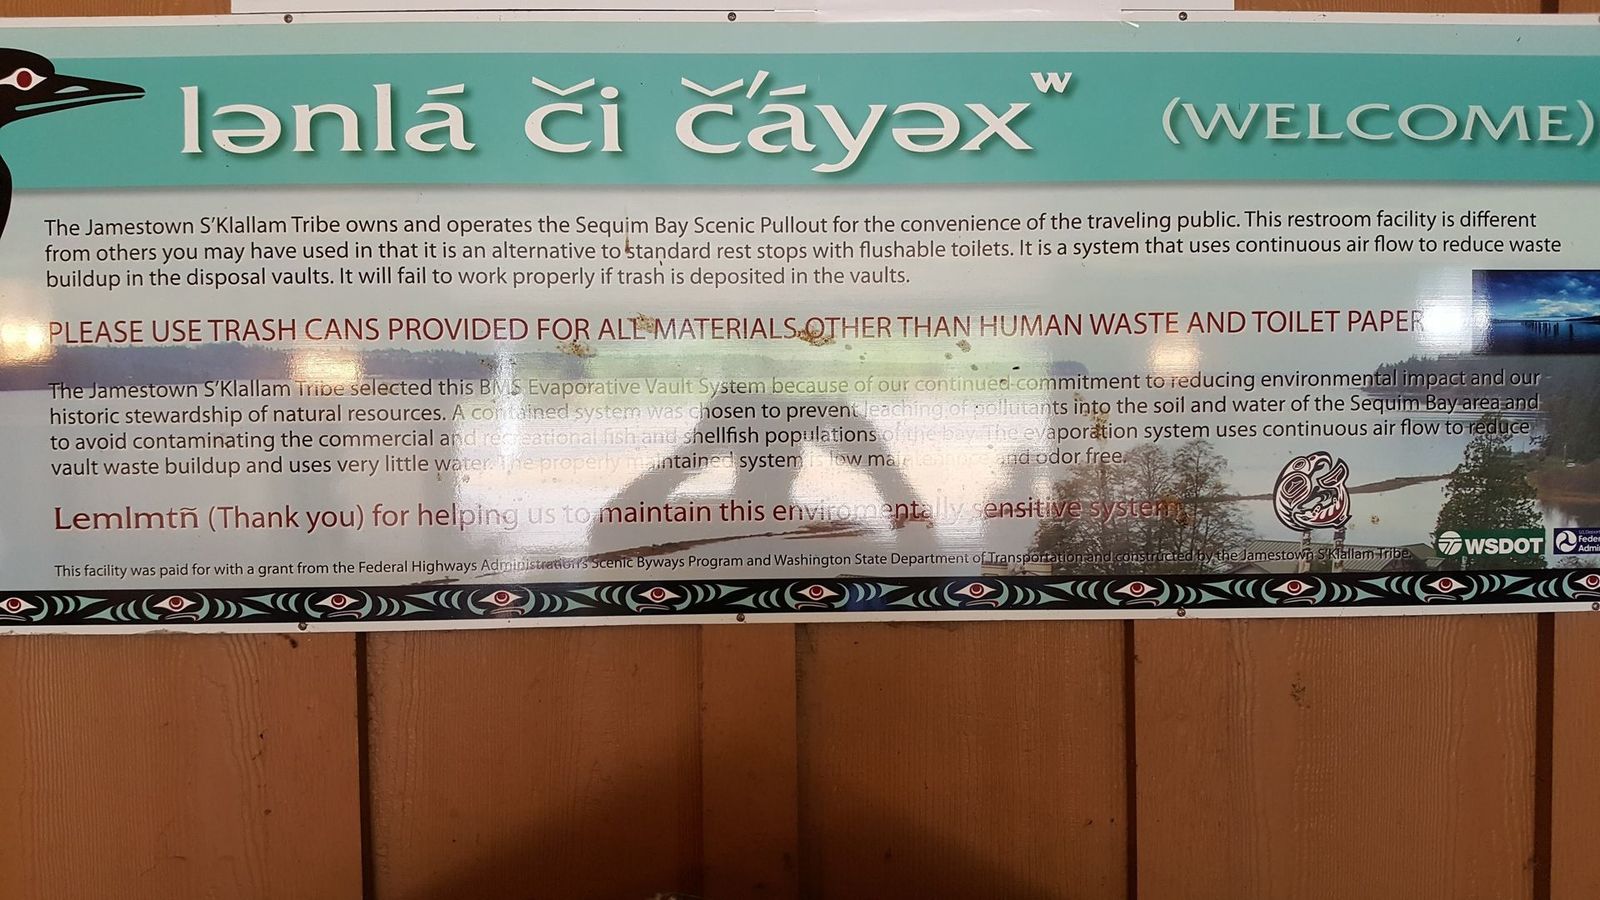 lənlá či č̓áyəxʷ (WELCOME)
The Jamestown S'Klallam Tribe owns and operates the Sequim Bay Scenic Pullout for the convenience of the traveling public. This restroom facility is different
from others you may have used in that it is an alternative to standard rest stops with flushable toilets. It is a system that uses continuous air flow to reduce waste
buildup in the disposal vaults. It will fail to work properly if trash is deposited in the vaults.
PLEASE USE TRASH CANS PROVIDED FOR ALL MATERIALS OTHER THAN HUMAN WASTE AND TOILET PAPER
The Jamestown S'Klallam Tribe selected this BMS Evaporative Vault System because of our continued commitment to reducing environmental impact and our
historic stewardship of natural resources. A contained system was chosen to prevent leaching of pollutants into the soil and water of the Sequim Bay area and
to avoid contaminating the commercial and recreational fish and shellfish populations of the bay. The evaporation system uses continuous air flow to reduce
vault waste buildup and uses very little water. The properly maintained system is low and odor free.
Lemlmtñ (Thank you) for helping us to maintain this enviromentally sensitive system.
This facility was paid for with a grant from the Federal Highways Administration's Scenic Byways Program and Washington State Department of Transportation and constructed by the Jamestown S'Klallam Tribe.
WSDOT